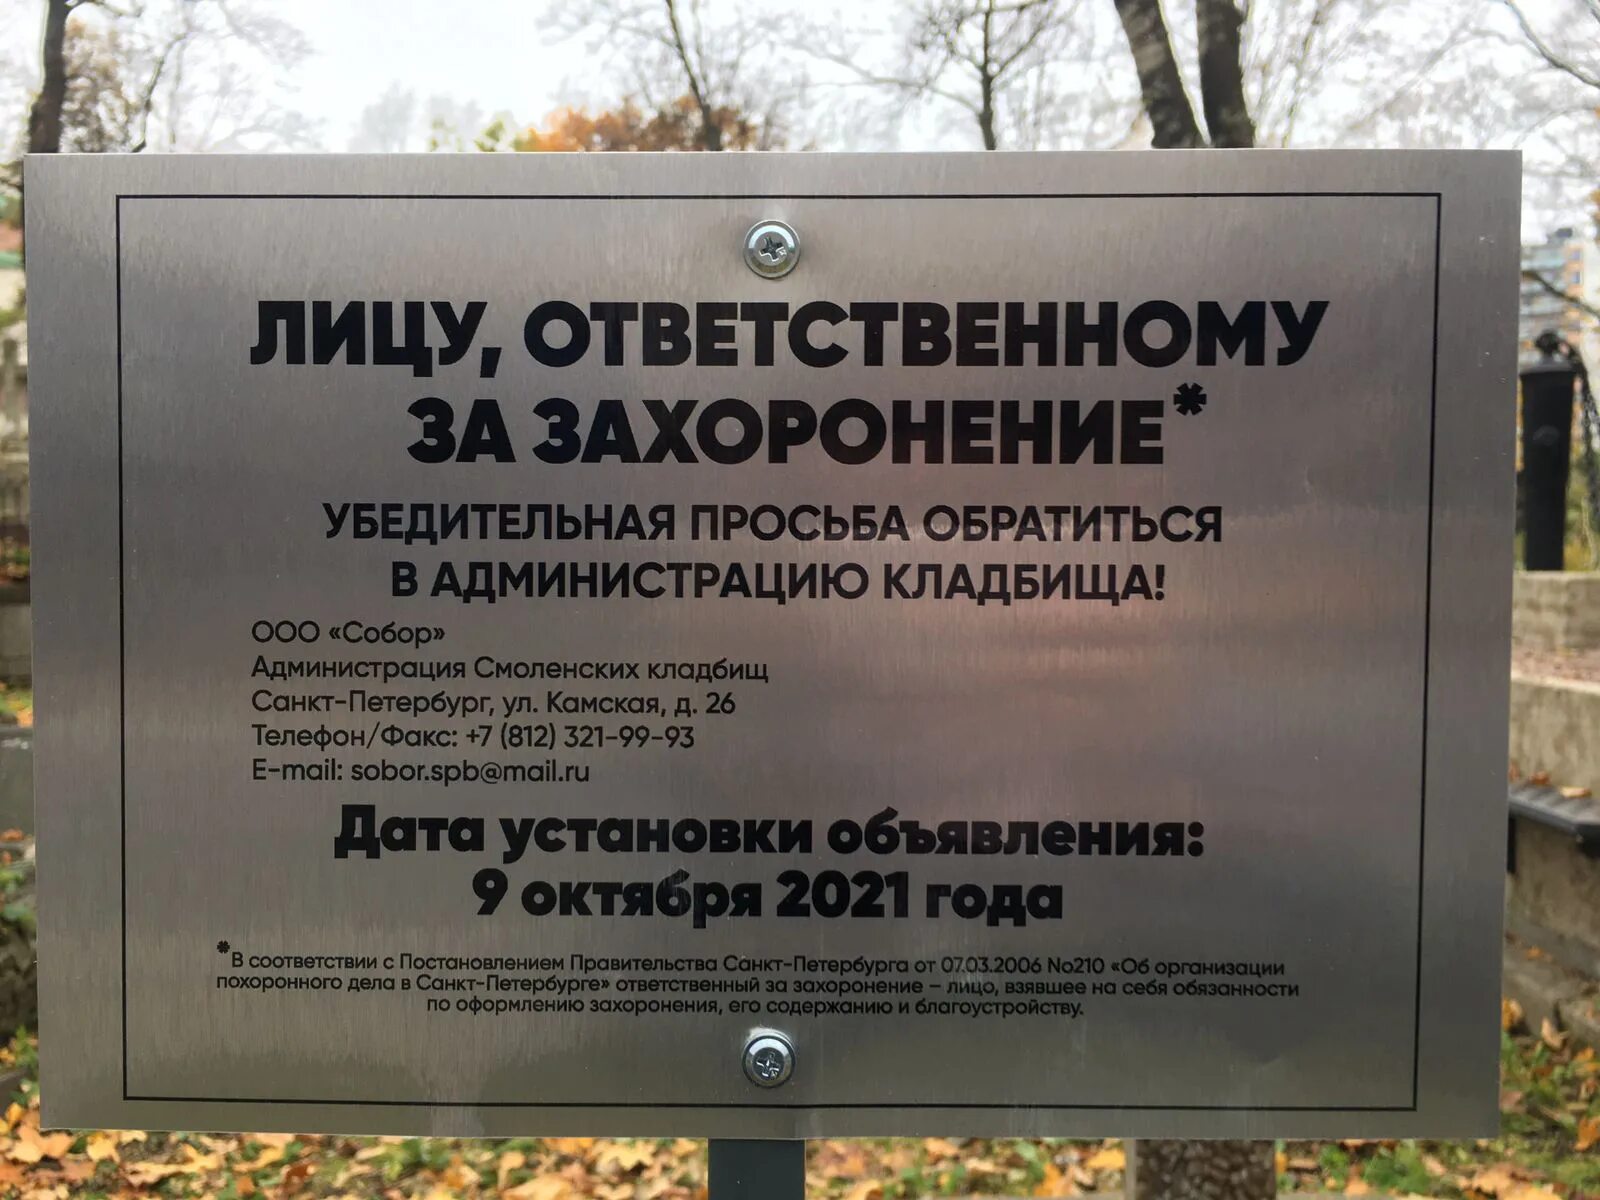 ЛИЦУ, ОТВЕТСТВЕННОМУ
ЗА ЗАХОРОНЕНИЕ*
УБЕДИТЕЛЬНАЯ ПРОСЬБА ОБРАТИТЬСЯ
В АДМИНИСТРАЦИЮ КЛАДБИЩА!
ООО «Собор»
Администрация Смоленских кладбищ
Санкт-Петербург, ул. Камская, д. 26
Телефон/Факс: +7 (812) 321-99-93
E-mail: sobor.spb@mail.ru
Дата установки объявления:
9 октября 2021 года
*В соответствии с Постановлением Правительства Санкт-Петербурга от 07.03.2006 No210 «Об организации
похоронного дела в Санкт-Петербурге» ответственный за захоронение – лицо, взявшее на себя обязанности
по оформлению захоронения, его содержанию и благоустройству.